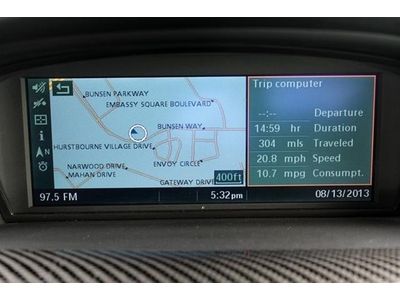 BUNSEN PARKWAY
EMBASSY SQUARE BOULEVARD
BUNSEN WAY
HURSTBOURNE VILLAGE DRIVE
NARWOOD DRIVE
ENVOY CIRCLE
MAHAN DRIVE
GATEWAY DRIVE
400ft
i
N
Trip computer
--:-- Departure
14:59 hr Duration
304 mls Traveled
20.8 mph Speed
10.7 mpg Consumpt.
97.5 FM 5:32pm 08/13/2013